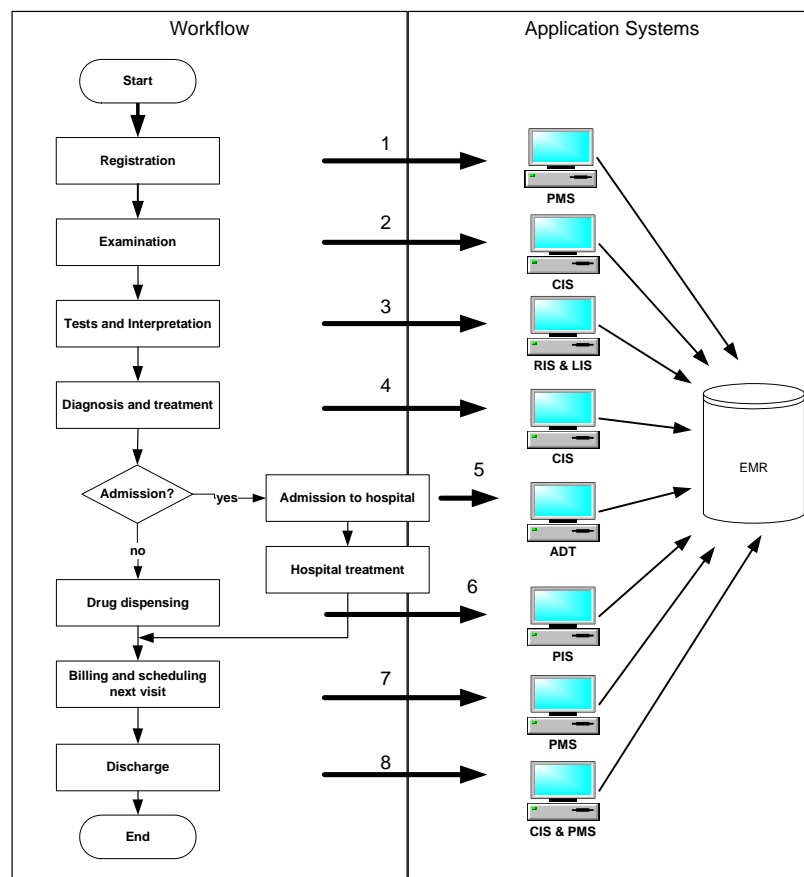 Workflow
Application Systems
Start
Registration
1
PMS
Examination
2
CIS
Tests and Interpretation
3
RIS & LIS
Diagnosis and treatment
4
CIS
Admission?
yes
Admission to hospital
5
ADT
EMR
no
Hospital treatment
Drug dispensing
6
PIS
Billing and scheduling
next visit
7
PMS
Discharge
8
CIS & PMS
End